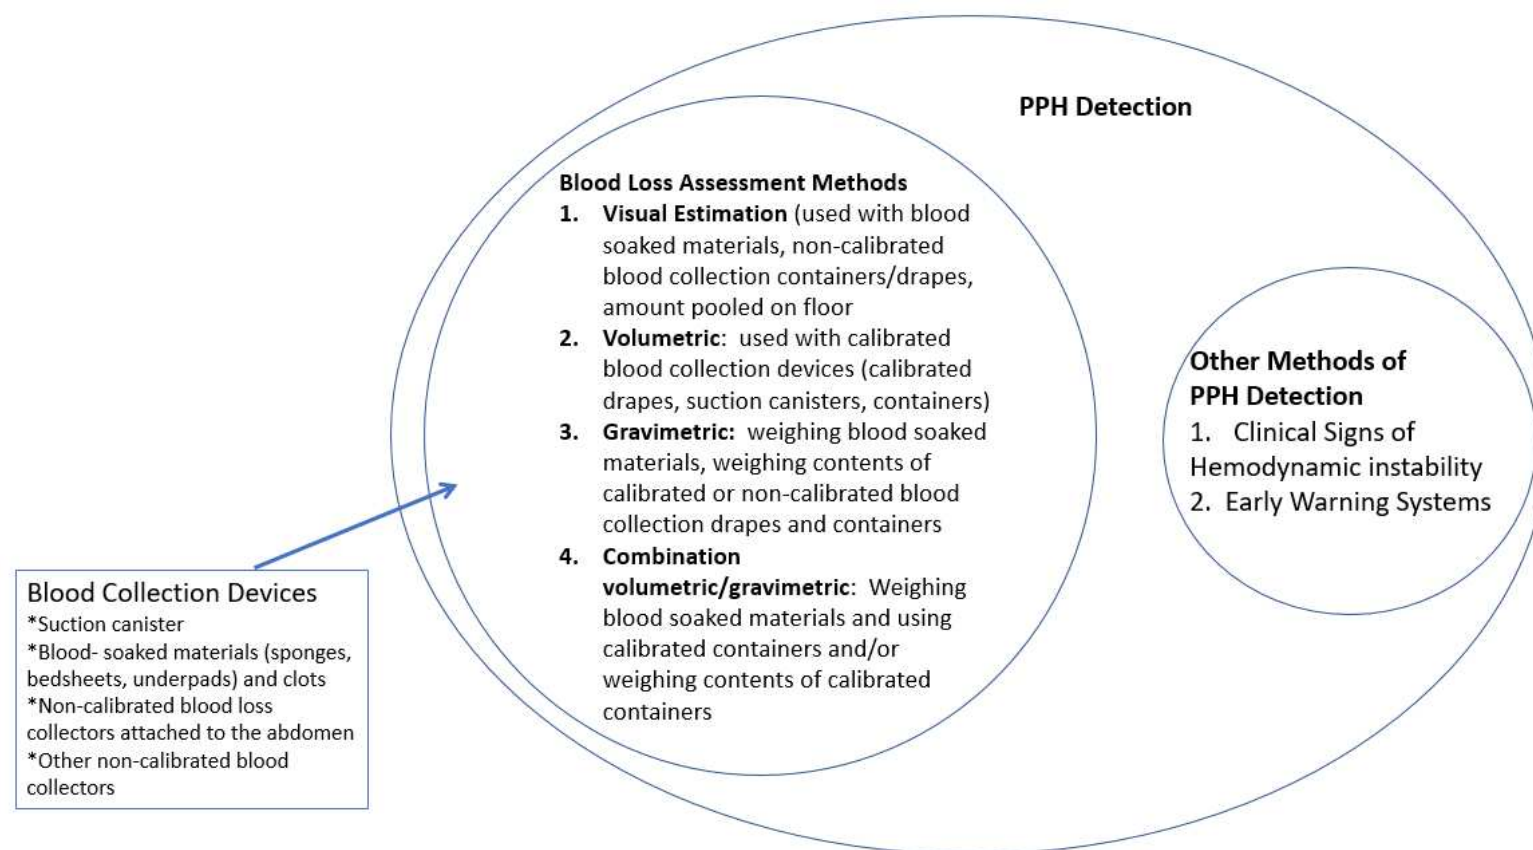 PPH Detection
Blood Loss Assessment Methods
1. Visual Estimation (used with blood
soaked materials, non-calibrated
blood collection containers/drapes,
amount pooled on floor
2. Volumetric: used with calibrated
blood collection devices (calibrated
drapes, suction canisters, containers)
3. Gravimetric: weighing blood soaked
materials, weighing contents of
calibrated or non-calibrated blood
collection drapes and containers
4. Combination
volumetric/gravimetric: Weighing
blood soaked materials and using
calibrated containers and/or
weighing contents of calibrated
containers
Other Methods of
PPH Detection
1. Clinical Signs of
Hemodynamic instability
2. Early Warning Systems
Blood Collection Devices
*Suction canister
*Blood- soaked materials (sponges,
bedsheets, underpads) and clots
*Non-calibrated blood loss
collectors attached to the abdomen
*Other non-calibrated blood
collectors